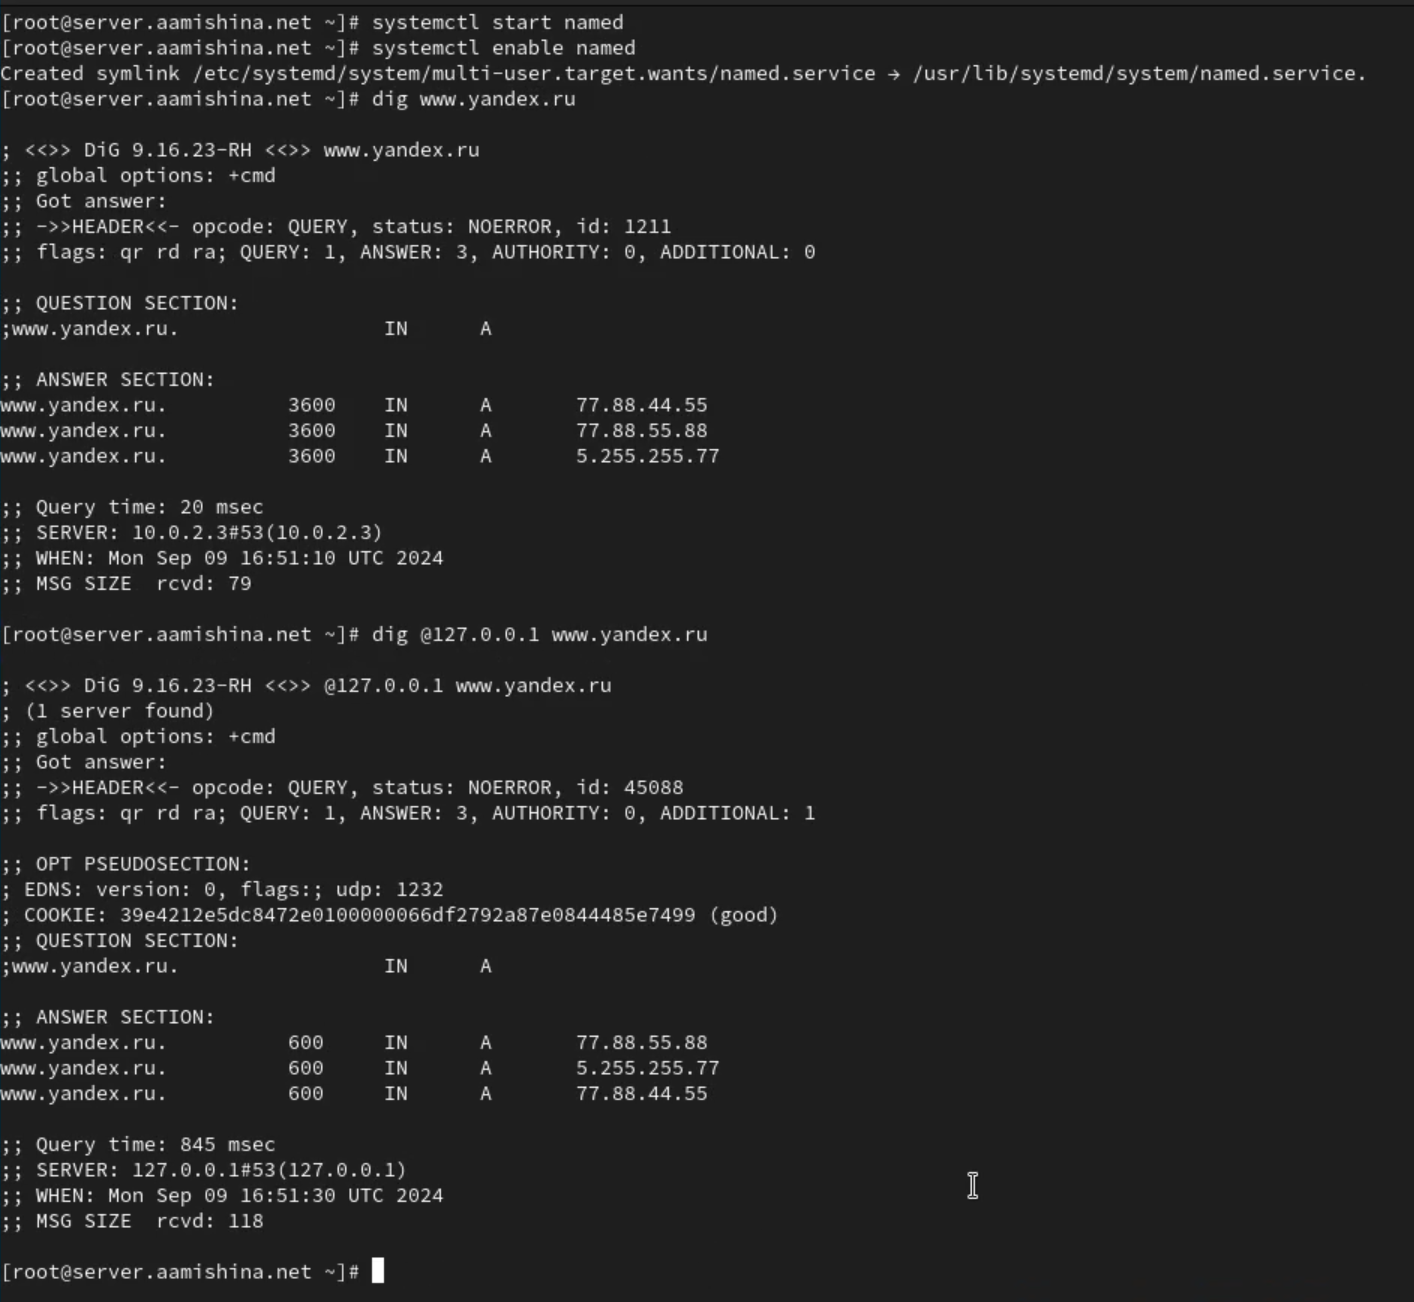 [root@server.aamishina.net ~]# systemctl start named
[root@server.aamishina.net ~]# systemctl enable named
Created symlink /etc/systemd/system/multi-user.target.wants/named.service → /usr/lib/systemd/system/named.service.
[root@server.aamishina.net ~]# dig www.yandex.ru

; <<>> DiG 9.16.23-RH <<>> www.yandex.ru
;; global options: +cmd
;; Got answer:
;; ->>HEADER<<- opcode: QUERY, status: NOERROR, id: 1211
;; flags: qr rd ra; QUERY: 1, ANSWER: 3, AUTHORITY: 0, ADDITIONAL: 0

;; QUESTION SECTION:
;www.yandex.ru.                 IN      A

;; ANSWER SECTION:
www.yandex.ru.          3600    IN      A       77.88.44.55
www.yandex.ru.          3600    IN      A       77.88.55.88
www.yandex.ru.          3600    IN      A       5.255.255.77

;; Query time: 20 msec
;; SERVER: 10.0.2.3#53(10.0.2.3)
;; WHEN: Mon Sep 09 16:51:10 UTC 2024
;; MSG SIZE  rcvd: 79

[root@server.aamishina.net ~]# dig @127.0.0.1 www.yandex.ru

; <<>> DiG 9.16.23-RH <<>> @127.0.0.1 www.yandex.ru
; (1 server found)
;; global options: +cmd
;; Got answer:
;; ->>HEADER<<- opcode: QUERY, status: NOERROR, id: 45088
;; flags: qr rd ra; QUERY: 1, ANSWER: 3, AUTHORITY: 0, ADDITIONAL: 1

;; OPT PSEUDOSECTION:
; EDNS: version: 0, flags:; udp: 1232
; COOKIE: 39e4212e5dc8472e0100000066df2792a87e0844485e7499 (good)
;; QUESTION SECTION:
;www.yandex.ru.                 IN      A

;; ANSWER SECTION:
www.yandex.ru.          600     IN      A       77.88.55.88
www.yandex.ru.          600     IN      A       5.255.255.77
www.yandex.ru.          600     IN      A       77.88.44.55

;; Query time: 845 msec
;; SERVER: 127.0.0.1#53(127.0.0.1)
;; WHEN: Mon Sep 09 16:51:30 UTC 2024
;; MSG SIZE  rcvd: 118

[root@server.aamishina.net ~]#